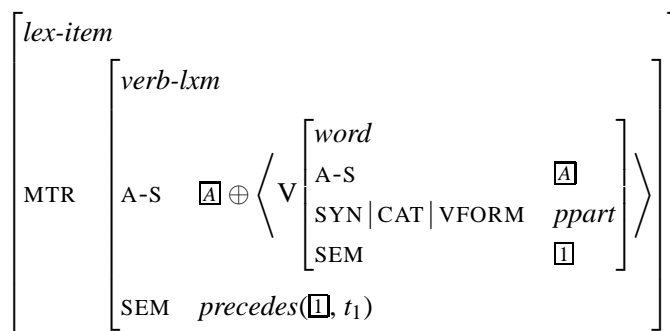 lex-item
verb-lxm
word
A-S A
MTR A-S A ⊕ ⟨ V ⟩
SYN|CAT|VFORM ppart
SEM 1
SEM precedes(1, t₁)